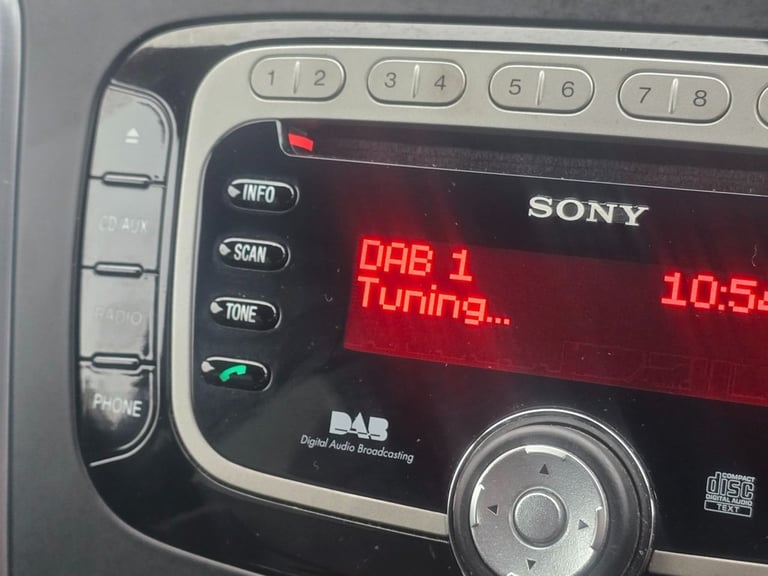 1 2 3 4 5 6 7 8
SONY
INFO
SCAN
TONE
CD/AUX
RADIO
PHONE
DAB 1
Tuning...
DAB
Digital Audio Broadcasting
COMPACT
disc
DIGITAL AUDIO
TEXT